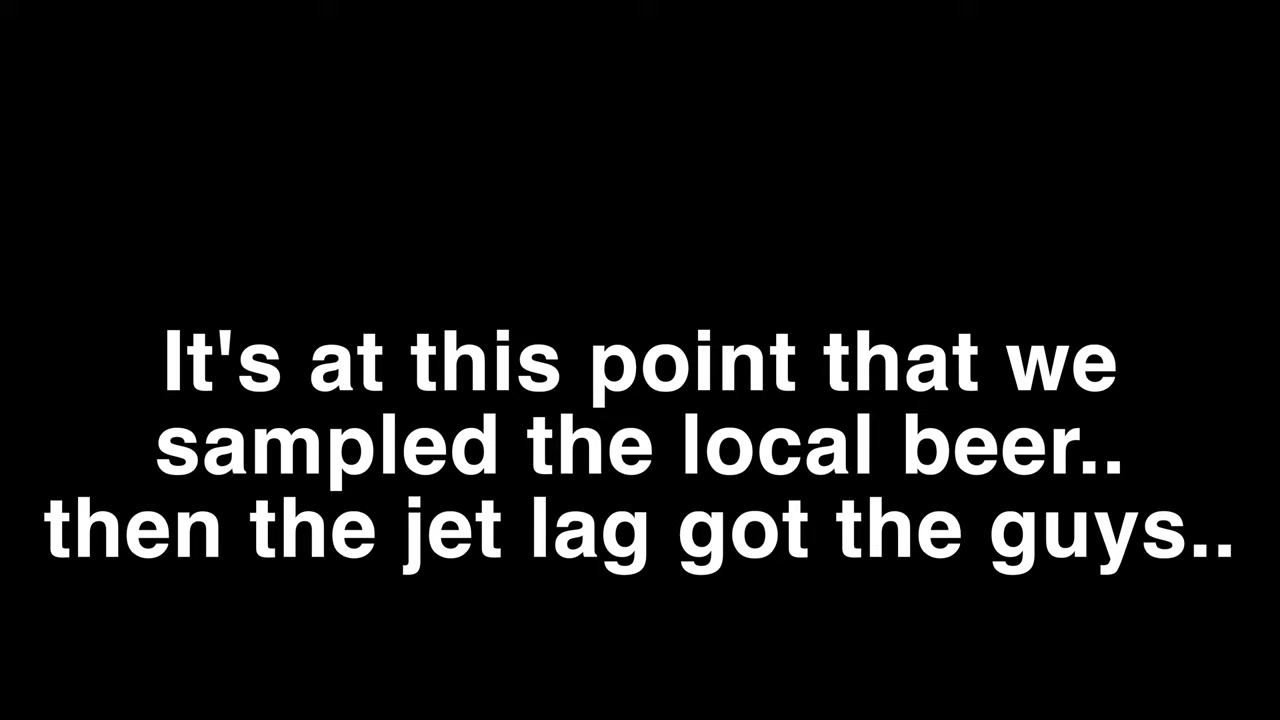 It's at this point that we
sampled the local beer..
then the jet lag got the guys..